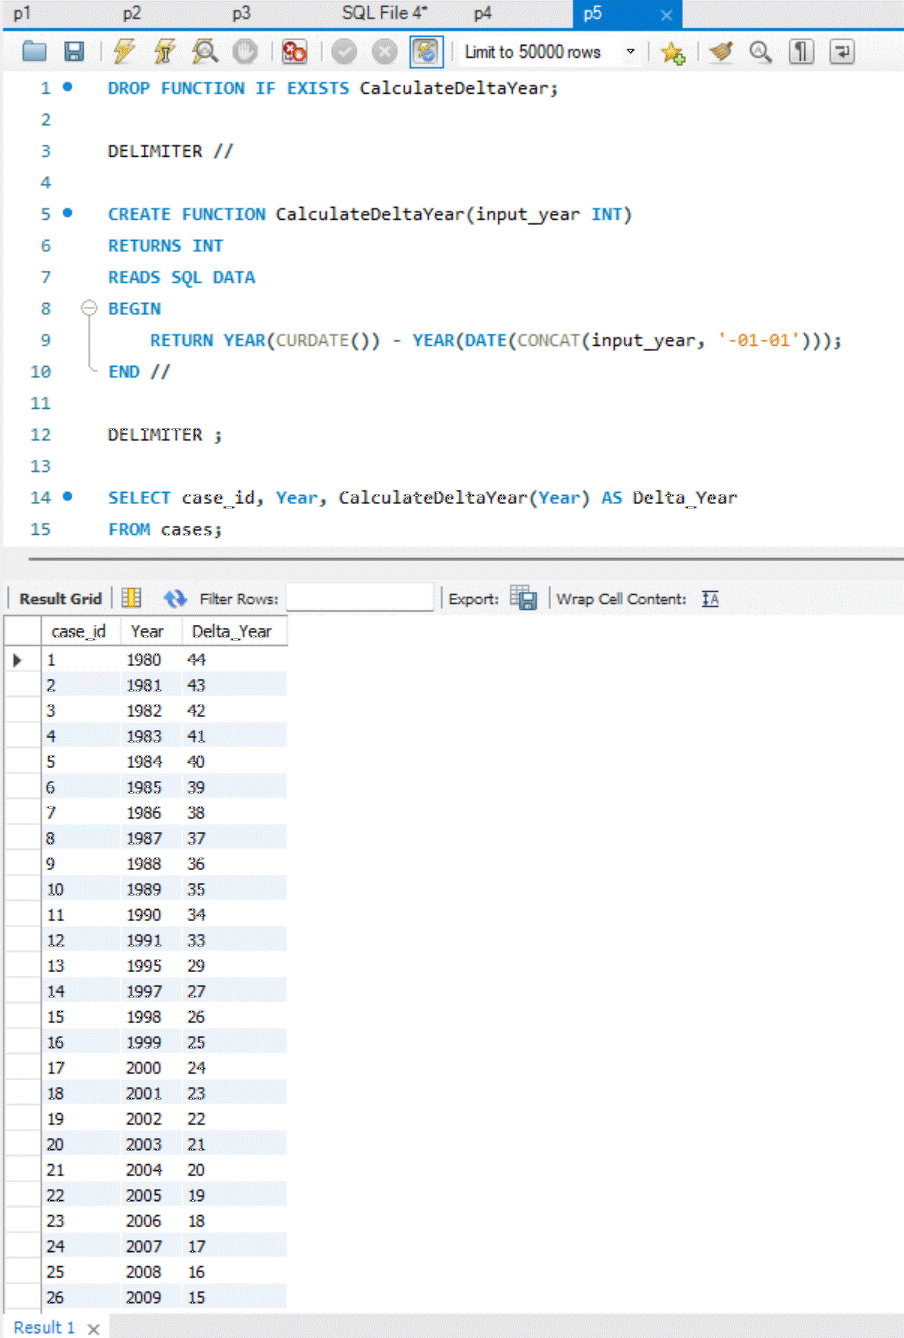 p1 p2 p3 SQL File 4* p4 p5
Limit to 50000 rows
1 DROP FUNCTION IF EXISTS CalculateDeltaYear;
2
3 DELIMITER //
4
5 CREATE FUNCTION CalculateDeltaYear(input_year INT)
6 RETURNS INT
7 READS SQL DATA
8 BEGIN
9 RETURN YEAR(CURDATE()) - YEAR(DATE(CONCAT(input_year, '-01-01')));
10 END //
11
12 DELIMITER ;
13
14 SELECT case_id, Year, CalculateDeltaYear(Year) AS Delta_Year
15 FROM cases;
Result Grid Filter Rows: Export: Wrap Cell Content: IA
case_id Year Delta_Year
1 1980 44
2 1981 43
3 1982 42
4 1983 41
5 1984 40
6 1985 39
7 1986 38
8 1987 37
9 1988 36
10 1989 35
11 1990 34
12 1991 33
13 1995 29
14 1997 27
15 1998 26
16 1999 25
17 2000 24
18 2001 23
19 2002 22
20 2003 21
21 2004 20
22 2005 19
23 2006 18
24 2007 17
25 2008 16
26 2009 15
Result 1